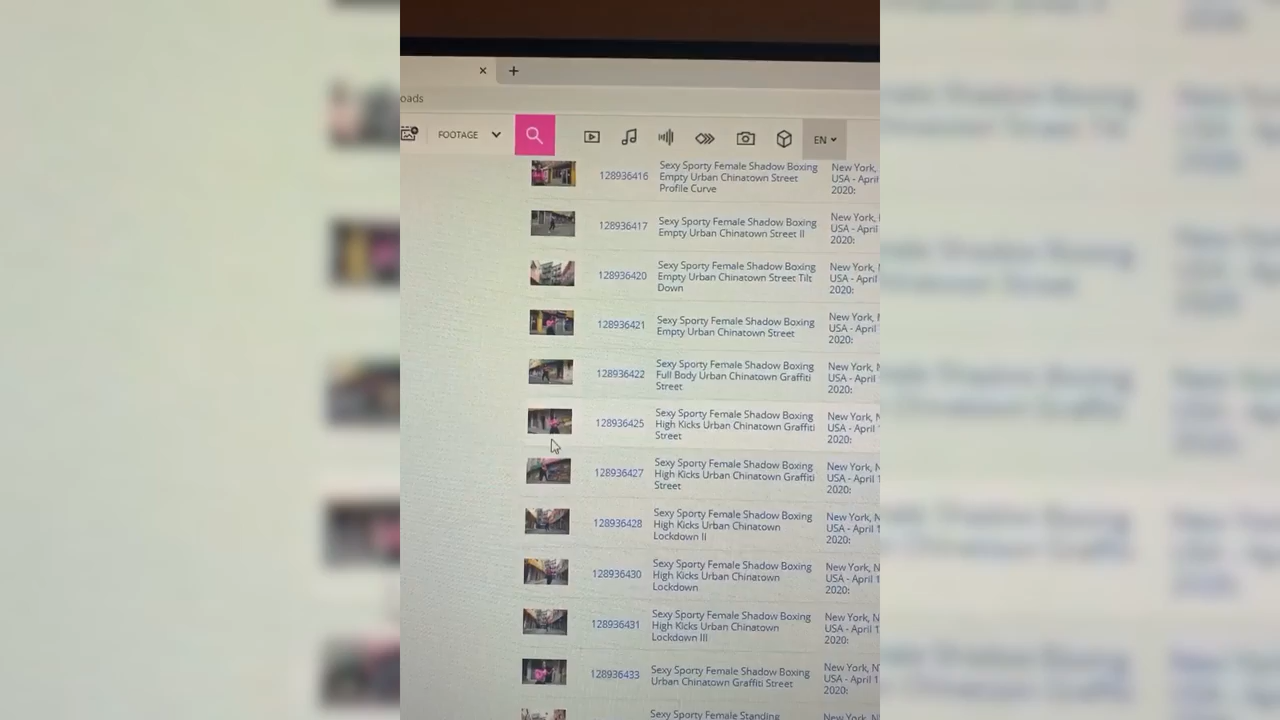 oads
FOOTAGE
EN
128936416
Sexy Sporty Female Shadow Boxing
Empty Urban Chinatown Street
Profile Curve
New York,
USA - April
2020:
128936417
Sexy Sporty Female Shadow Boxing
Empty Urban Chinatown Street II
New York,
USA - April
2020:
128936420
Sexy Sporty Female Shadow Boxing
Empty Urban Chinatown Street Tilt
Down
New York,
USA - April
2020:
128936421
Sexy Sporty Female Shadow Boxing
Empty Urban Chinatown Street
New York,
USA - April
2020:
128936422
Sexy Sporty Female Shadow Boxing
Full Body Urban Chinatown Graffiti
Street
New York, N
USA - April
2020:
128936425
Sexy Sporty Female Shadow Boxing
High Kicks Urban Chinatown Graffiti
Street
New York, N
USA - April
2020:
128936427
Sexy Sporty Female Shadow Boxing
High Kicks Urban Chinatown Graffiti
Street
New York, N
USA - April 1
2020:
128936428
Sexy Sporty Female Shadow Boxing
High Kicks Urban Chinatown
Lockdown II
New York, N
USA - April 1
2020:
128936430
Sexy Sporty Female Shadow Boxing
High Kicks Urban Chinatown
Lockdown
New York, N
USA - April 1
2020:
128936431
Sexy Sporty Female Shadow Boxing
High Kicks Urban Chinatown
Lockdown III
New York, N
USA - April 1
2020:
128936433
Sexy Sporty Female Shadow Boxing
Urban Chinatown Graffiti Street
New York, N
USA - April 1
2020:
Sexy Sporty Female Standing
New York, N